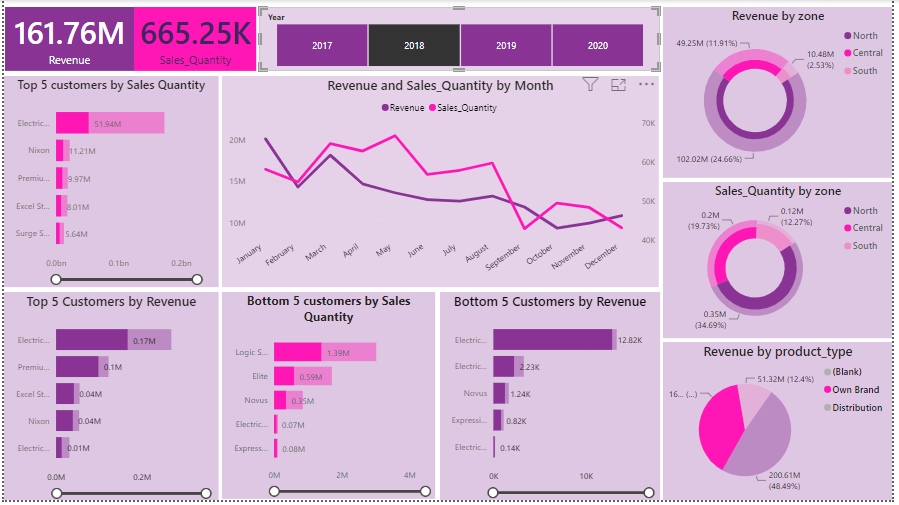 161.76M
Revenue
665.25K
Sales_Quantity
Year
2017
2018
2019
2020
Revenue by zone
49.25M (11.91%)
10.48M
(2.53%)
102.02M (24.66%)
North
Central
South
Top 5 customers by Sales Quantity
Electric...
51.94M
Nixon
11.21M
Premiu...
9.97M
Excel St...
8.01M
Surge S...
5.64M
0.0bn
0.1bn
0.2bn
Revenue and Sales_Quantity by Month
Revenue
Sales_Quantity
20M
15M
10M
70K
60K
50K
40K
January
February
March
April
May
June
July
August
September
October
November
December
Sales_Quantity by zone
0.2M
(19.73%)
0.12M
(12.27%)
0.35M
(34.69%)
North
Central
South
Top 5 Customers by Revenue
Electric...
0.17M
Premiu...
0.1M
Excel St...
0.04M
Nixon
0.04M
Electric...
0.01M
0.0M
0.2M
Bottom 5 customers by Sales
Quantity
Logic S...
1.39M
Elite
0.59M
Novus
0.35M
Electric...
0.07M
Express...
0.08M
0M
2M
4M
Bottom 5 Customers by Revenue
Electric...
12.82K
Electric...
2.23K
Novus
1.24K
Expressi...
0.82K
Electric...
0.14K
0K
10K
Revenue by product_type
16... (...)
51.32M (12.4%)
200.61M
(48.49%)
(Blank)
Own Brand
Distribution